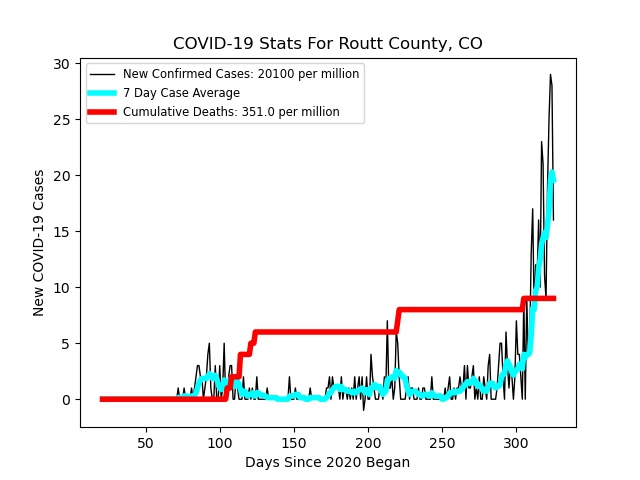 COVID-19 Stats For Routt County, CO
New Confirmed Cases: 20100 per million
7 Day Case Average
Cumulative Deaths: 351.0 per million
New COVID-19 Cases
30
25
20
15
10
5
0
50 100 150 200 250 300
Days Since 2020 Began